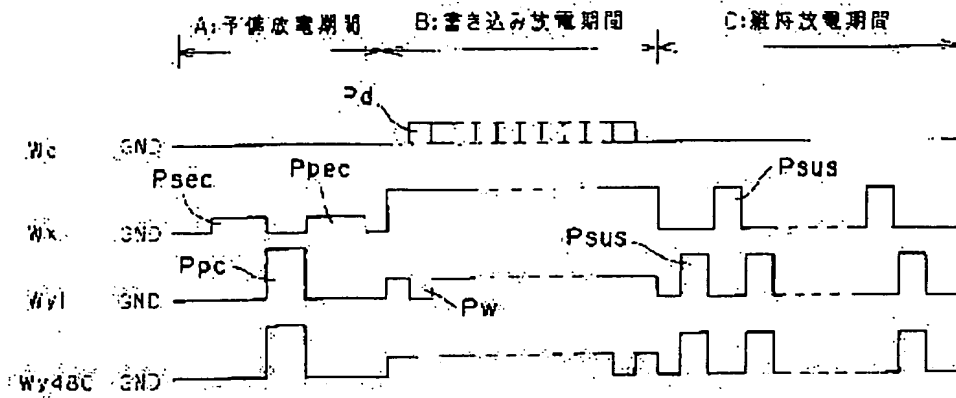 A:予備放電期間 B:書き込み放電期間 C:維持放電期間
Pd
Wc GND
Psec Ppec Psus
Wx GND
Ppc Psus
Wy1 GND
Pw
Wy480 GND